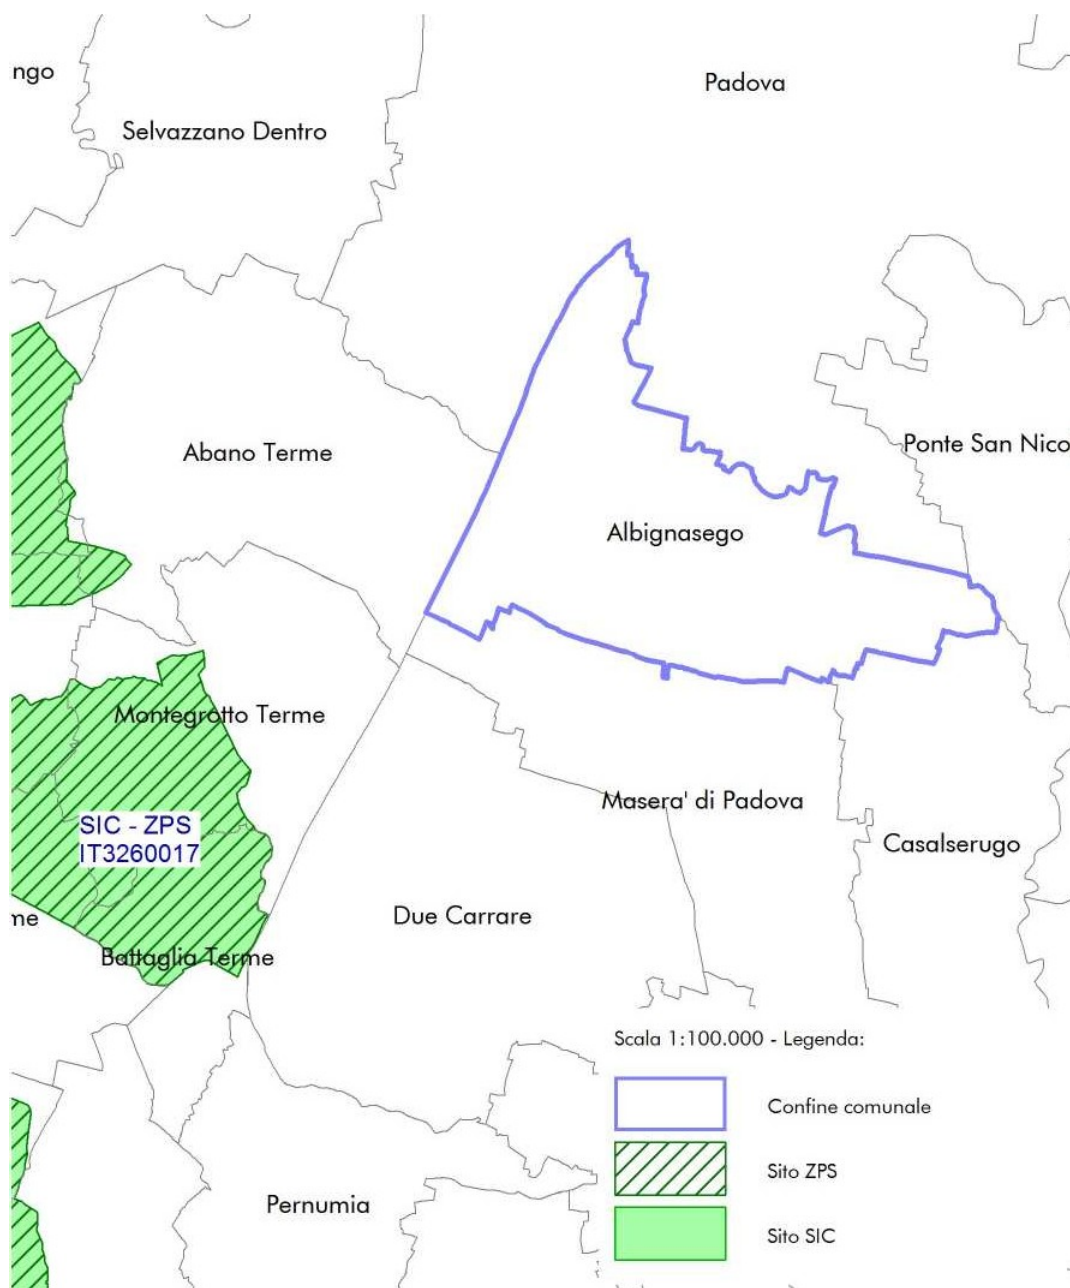 ngo
Padova
Selvazzano Dentro
Abano Terme
Ponte San Nico
Albignasego
Montegrotto Terme
Masera' di Padova
SIC - ZPS
IT3260017
Casalserugo
me
Due Carrare
Battaglia Terme
Scala 1:100.000 - Legenda:
Confine comunale
Sito ZPS
Pernumia
Sito SIC